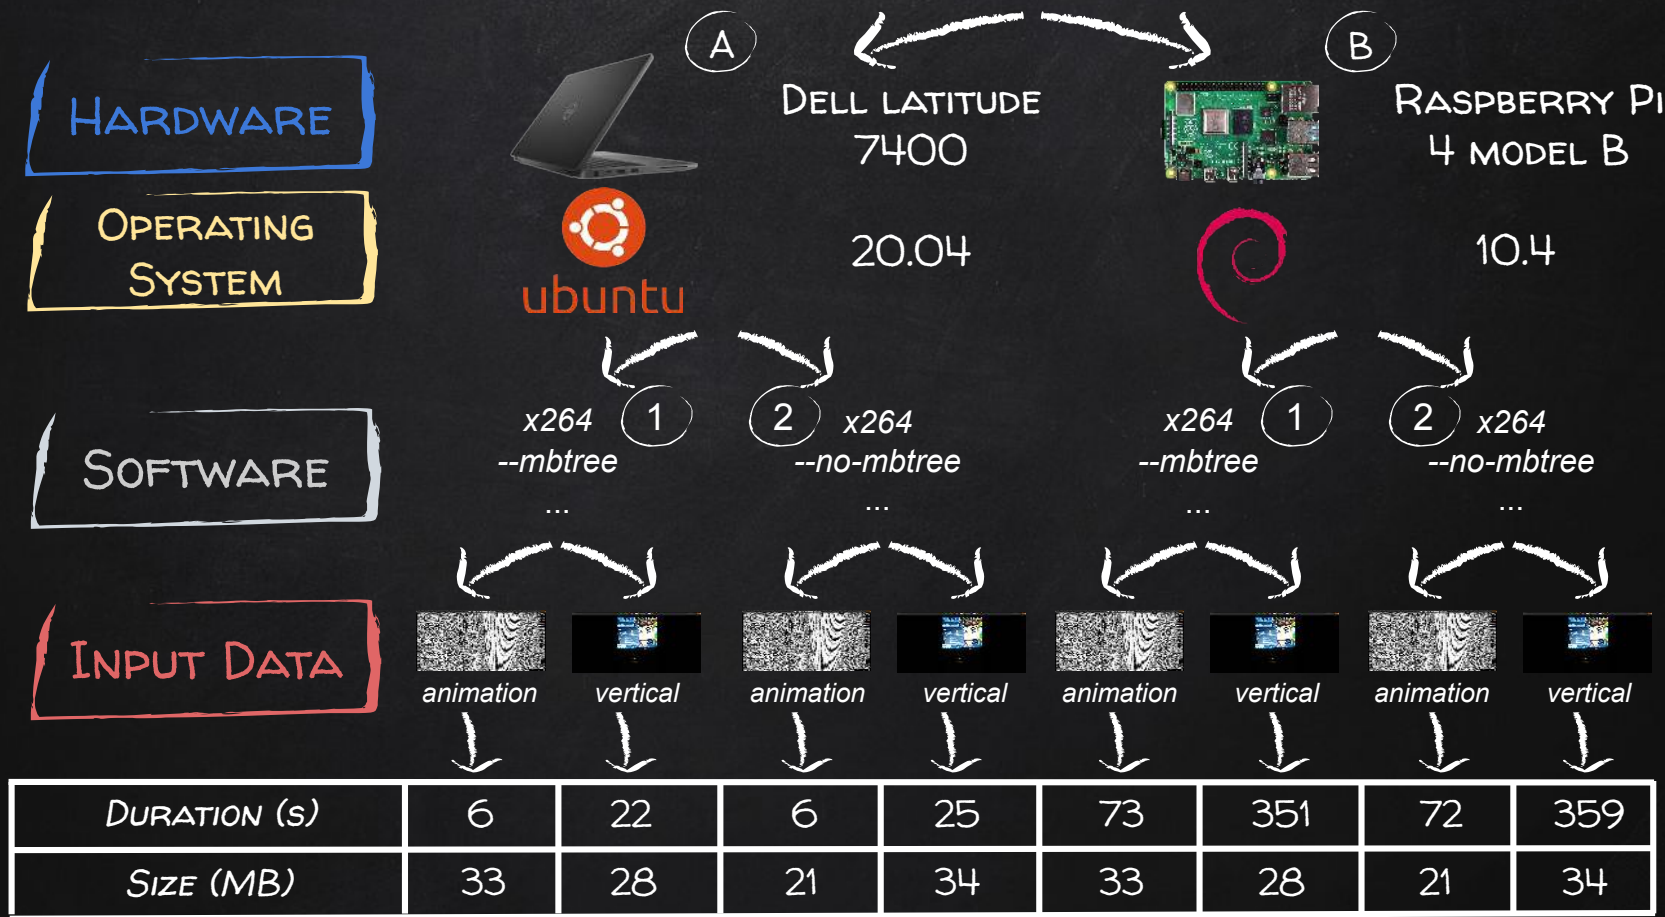 A
B
HARDWARE
DELL LATITUDE
7400
RASPBERRY PI
4 MODEL B
OPERATING
SYSTEM
ubuntu
20.04
10.4
SOFTWARE
x264
--mbtree
...
1
2
x264
--no-mbtree
...
x264
--mbtree
...
1
2
x264
--no-mbtree
...
INPUT DATA
animation vertical animation vertical animation vertical animation vertical
DURATION (S) 6 22 6 25 73 351 72 359
SIZE (MB) 33 28 21 34 33 28 21 34